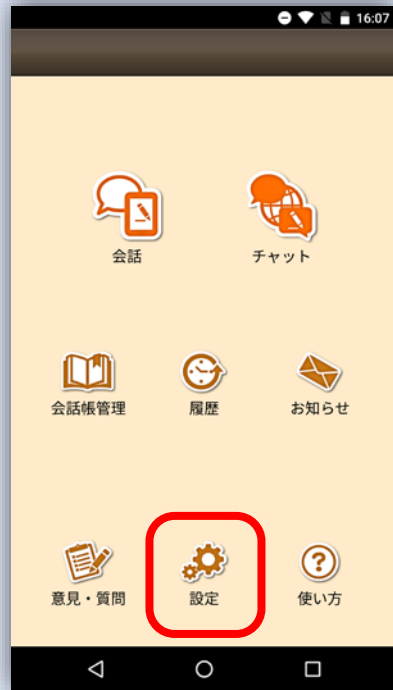 16:07
会話
チャット
会話帳管理
履歴
お知らせ
意見・質問
設定
使い方